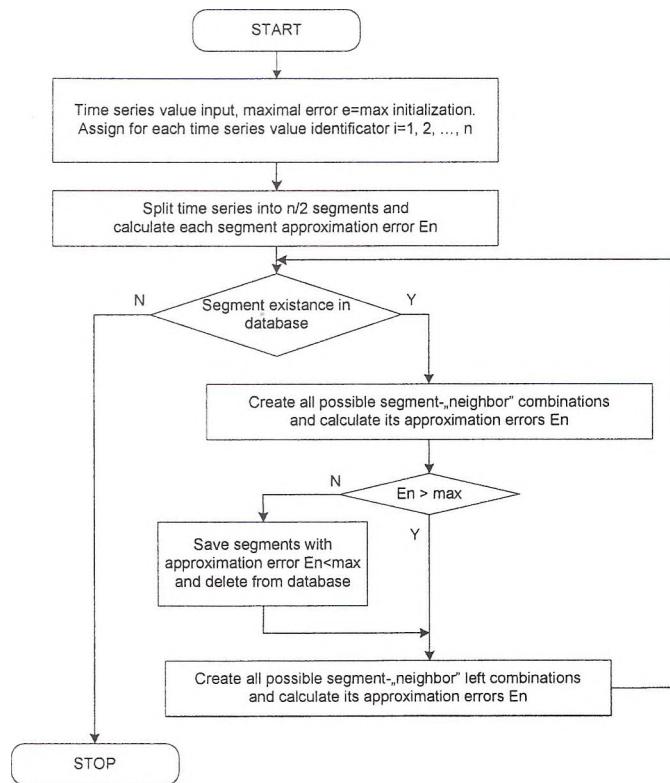 START
Time series value input, maximal error e=max initialization.
Assign for each time series value identificator i=1, 2, ..., n
Split time series into n/2 segments and
calculate each segment approximation error En
N
Segment existance in
database
Y
Create all possible segment-„neighbor” combinations
and calculate its approximation errors En
N
En > max
Y
Save segments with
approximation error En<max
and delete from database
Create all possible segment-„neighbor” left combinations
and calculate its approximation errors En
STOP